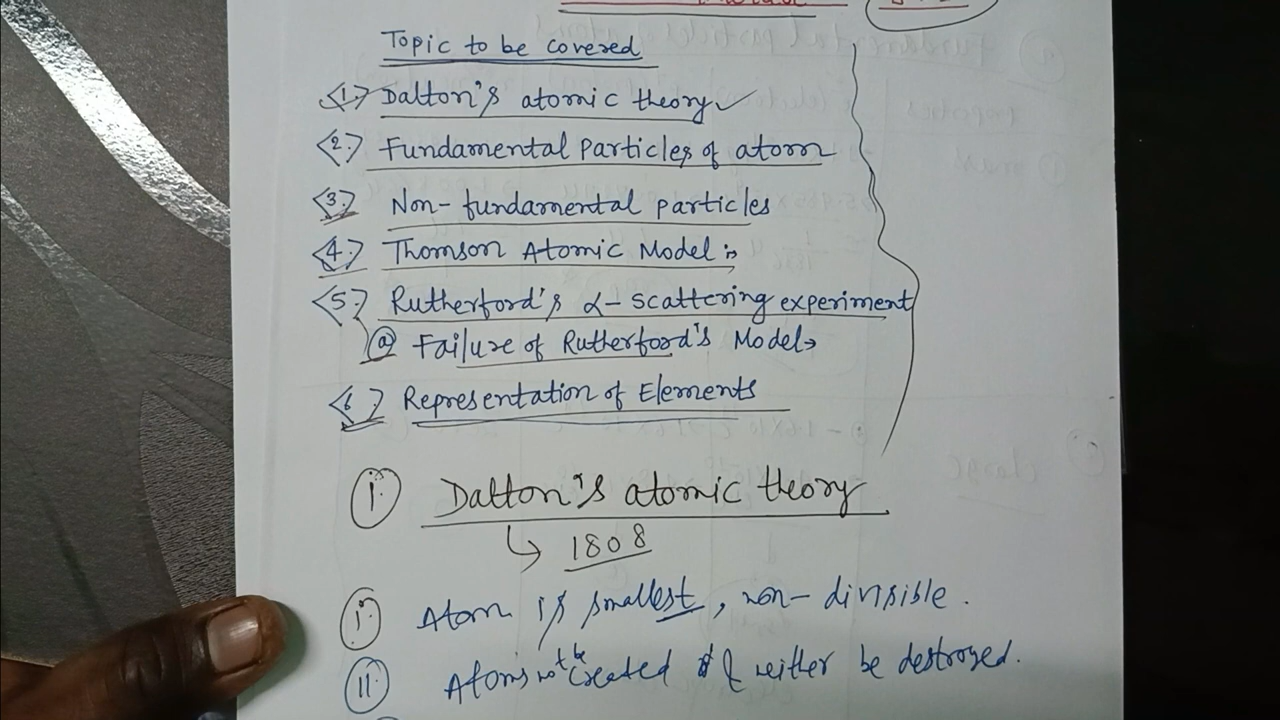 Topic to be covered
<1.> Dalton's atomic theory ✓
<2.> Fundamental Particles of atom
<3.> Non-fundamental particles
<4.> Thomson Atomic Model :-
<5.> Rutherford's α- scattering experiment
(a) Failure of Rutherford's Model→
<6.> Representation of Elements
(1.) Dalton's atomic theory
↳ 1808
(i) Atom is smallest, non-divisible.
(ii) Atoms not be created & neither be destroyed.